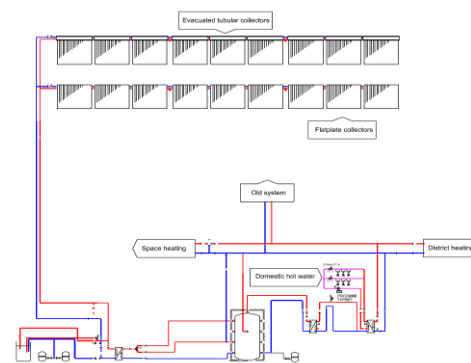 Evacuated tubular collectors
Flatplate collectors
Old system
Space heating
District heating
Domestic hot water